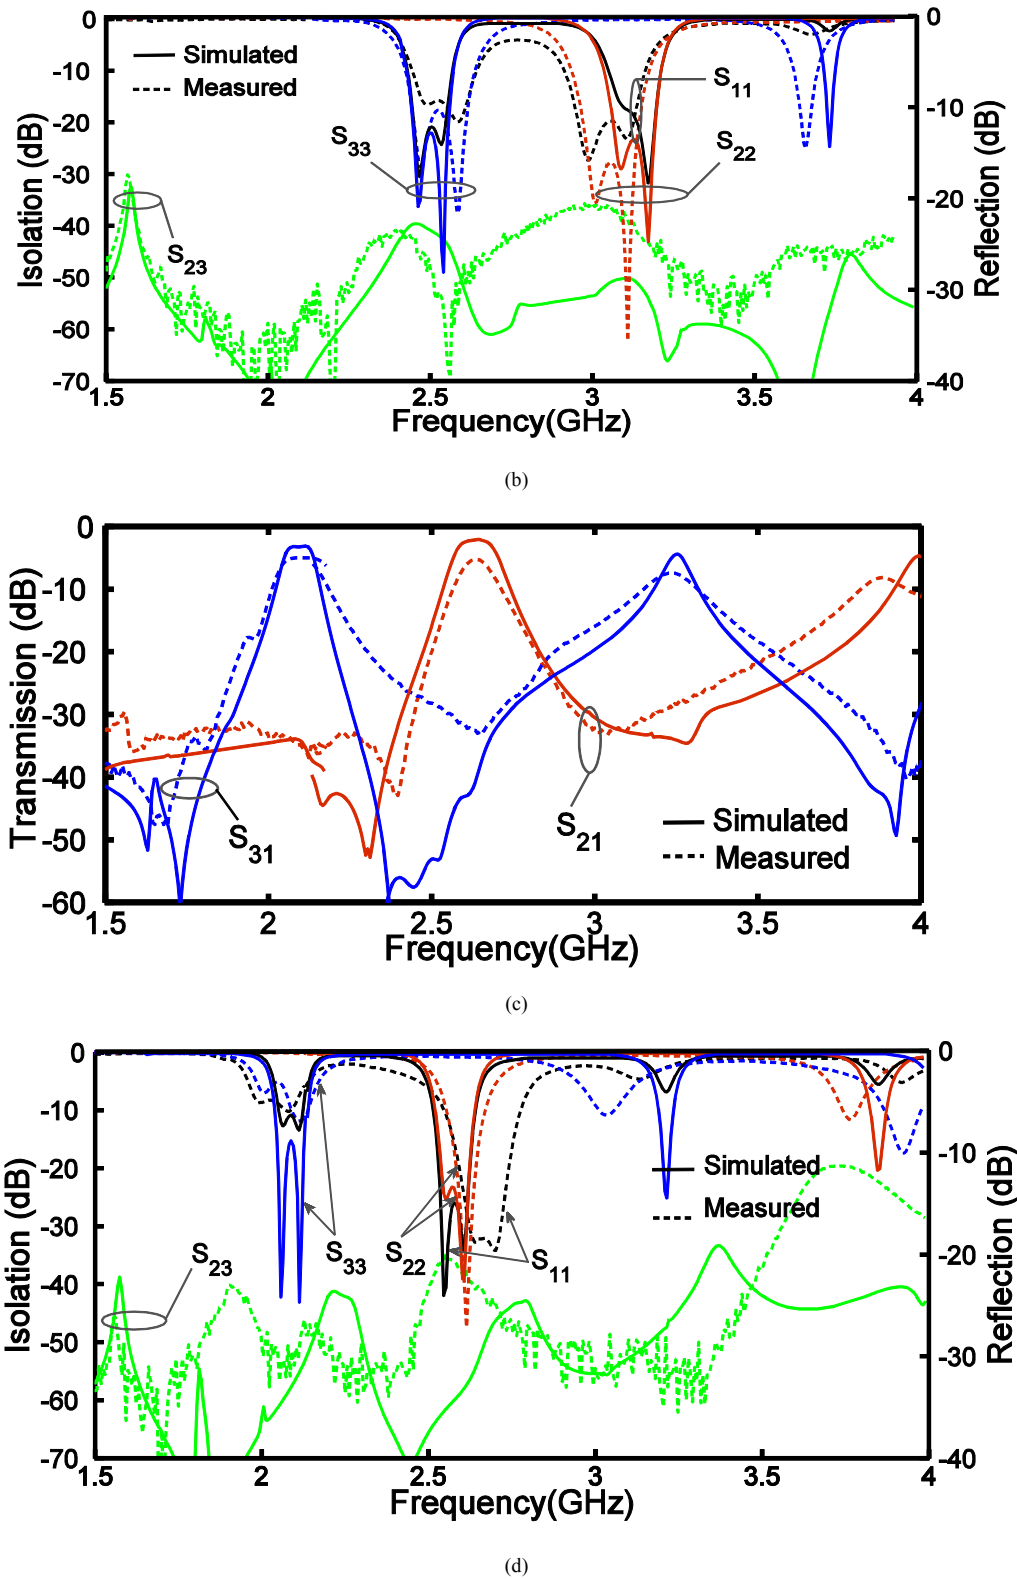 0
-10
-20
-30
-40
-50
-60
-70
Isolation (dB)
Simulated
Measured
S33
S11
S22
S23
0
-10
-20
-30
-40
Reflection (dB)
1.5 2 2.5 3 3.5 4
Frequency(GHz)
(b)
0
-10
-20
-30
-40
-50
-60
Transmission (dB)
S31
S21
Simulated
Measured
1.5 2 2.5 3 3.5 4
Frequency(GHz)
(c)
0
-10
-20
-30
-40
-50
-60
-70
Isolation (dB)
Simulated
Measured
S23
S33
S22
S11
0
-10
-20
-30
-40
Reflection (dB)
1.5 2 2.5 3 3.5 4
Frequency(GHz)
(d)